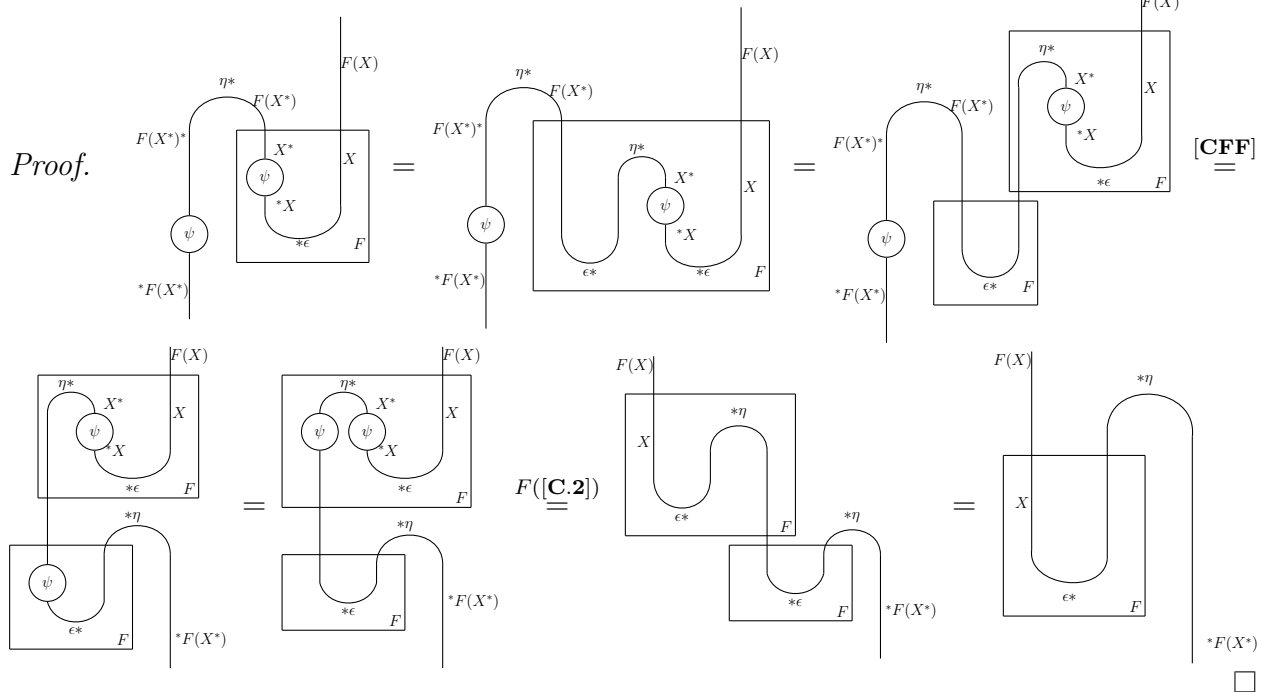 Proof.
F(X)
η*
F(X*)
F(X*)*
X*
ψ
X
*X
ψ
*ϵ
F
*F(X*)
=
F(X)
η*
F(X*)
F(X*)*
η*
X*
X
ψ
*X
ψ
ϵ*
*ϵ
F
*F(X*)
=
F(X)
η*
X*
X
ψ
*X
*ϵ
F
η*
F(X*)
F(X*)*
ψ
ϵ*
F
*F(X*)
[CFF]
=
F(X)
η*
X*
X
ψ
*X
*ϵ
F
*η
ψ
ϵ*
F
*F(X*)
=
F(X)
η*
X*
X
ψ ψ
*X
*ϵ
F
*η
*ϵ
F
*F(X*)
F([C.2])
=
F(X)
*η
X
ϵ*
F
*η
*ϵ
F
*F(X*)
=
F(X)
*η
X
ϵ*
F
*F(X*)